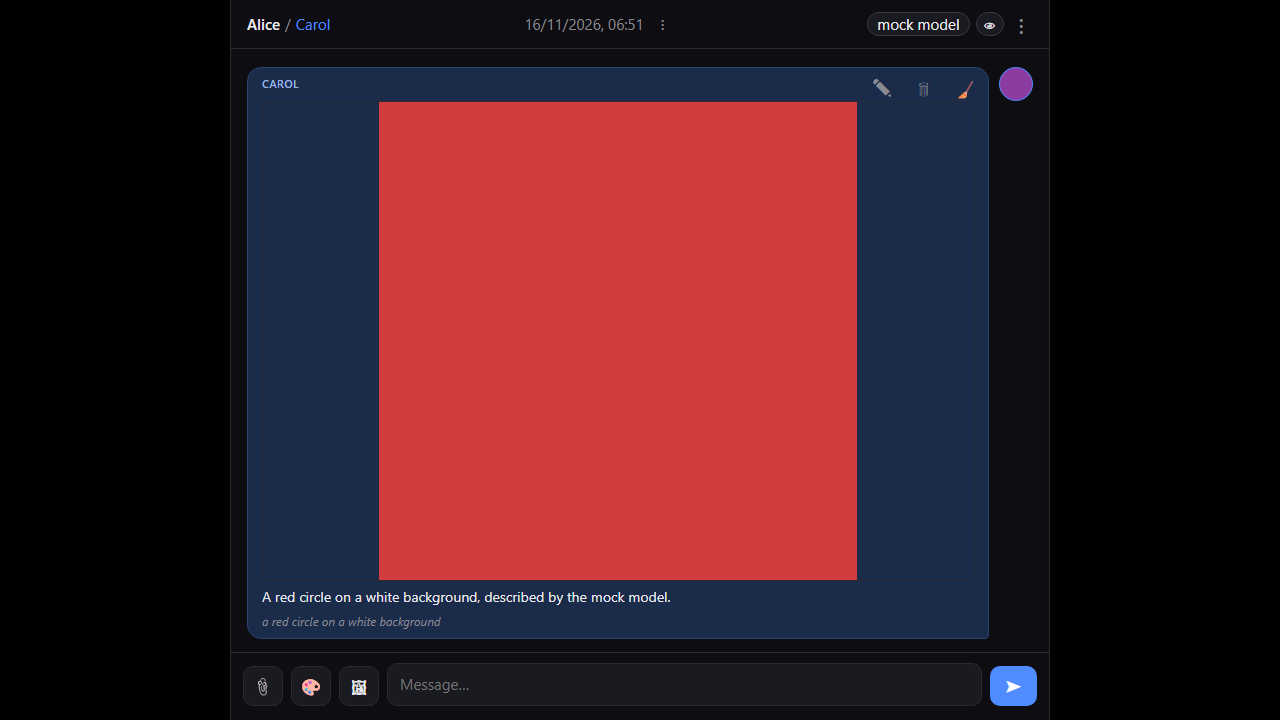 Alice / Carol
16/11/2026, 06:51
mock model
CAROL
A red circle on a white background, described by the mock model.
a red circle on a white background
Message...